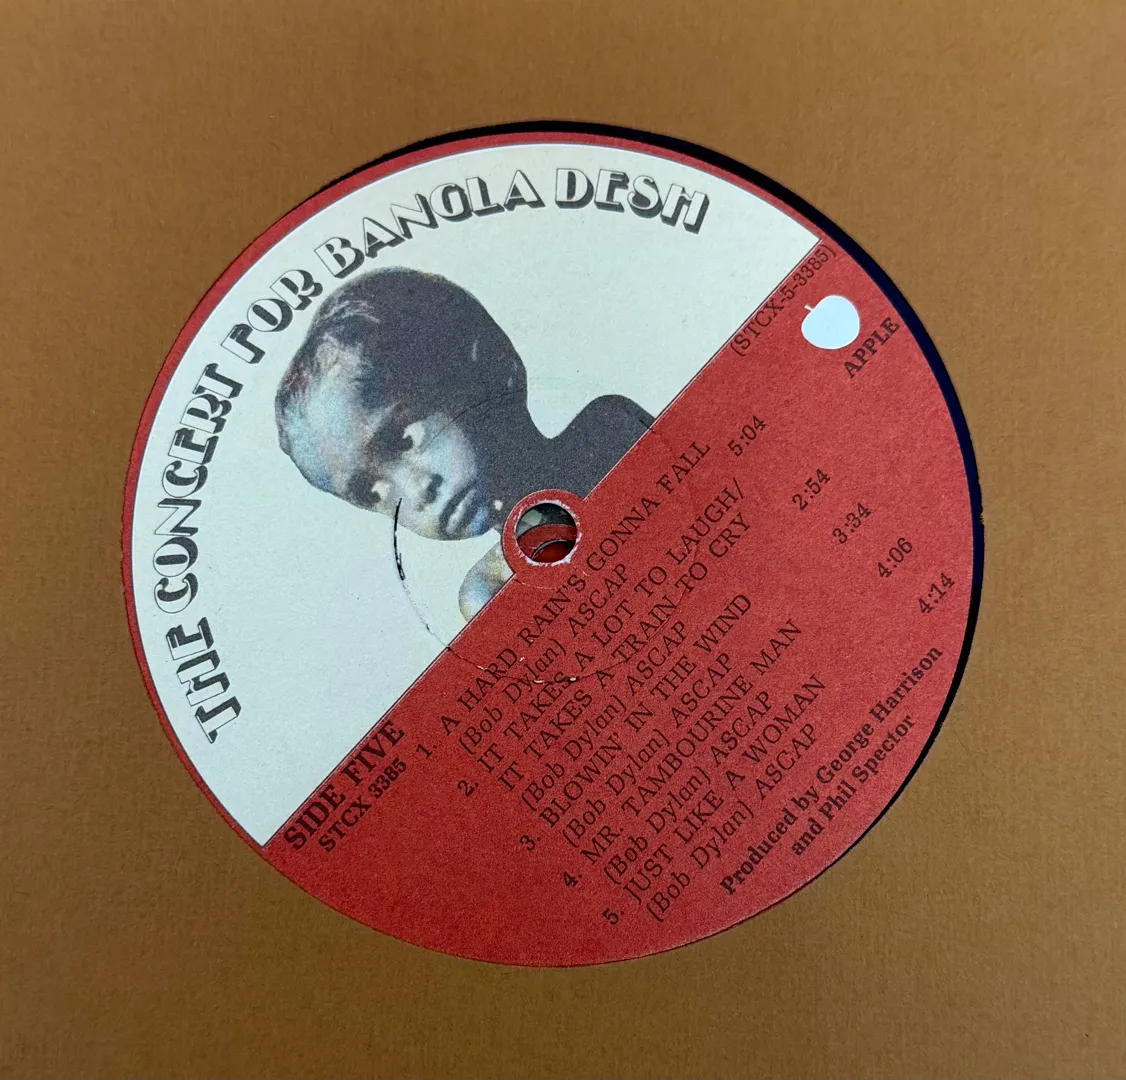 THE CONCERT FOR BANGLA DESH
(STCX-5-3385)
APPLE
SIDE FIVE
STCX 3385
1. A HARD RAIN'S GONNA FALL 5:04
(Bob Dylan) ASCAP
2. IT TAKES A LOT TO LAUGH/
IT TAKES A TRAIN TO CRY 2:54
(Bob Dylan) ASCAP
3. BLOWIN' IN THE WIND 3:34
(Bob Dylan) ASCAP
4. MR. TAMBOURINE MAN 4:06
(Bob Dylan) ASCAP
5. JUST LIKE A WOMAN 4:14
(Bob Dylan) ASCAP
Produced by George Harrison
and Phil Spector